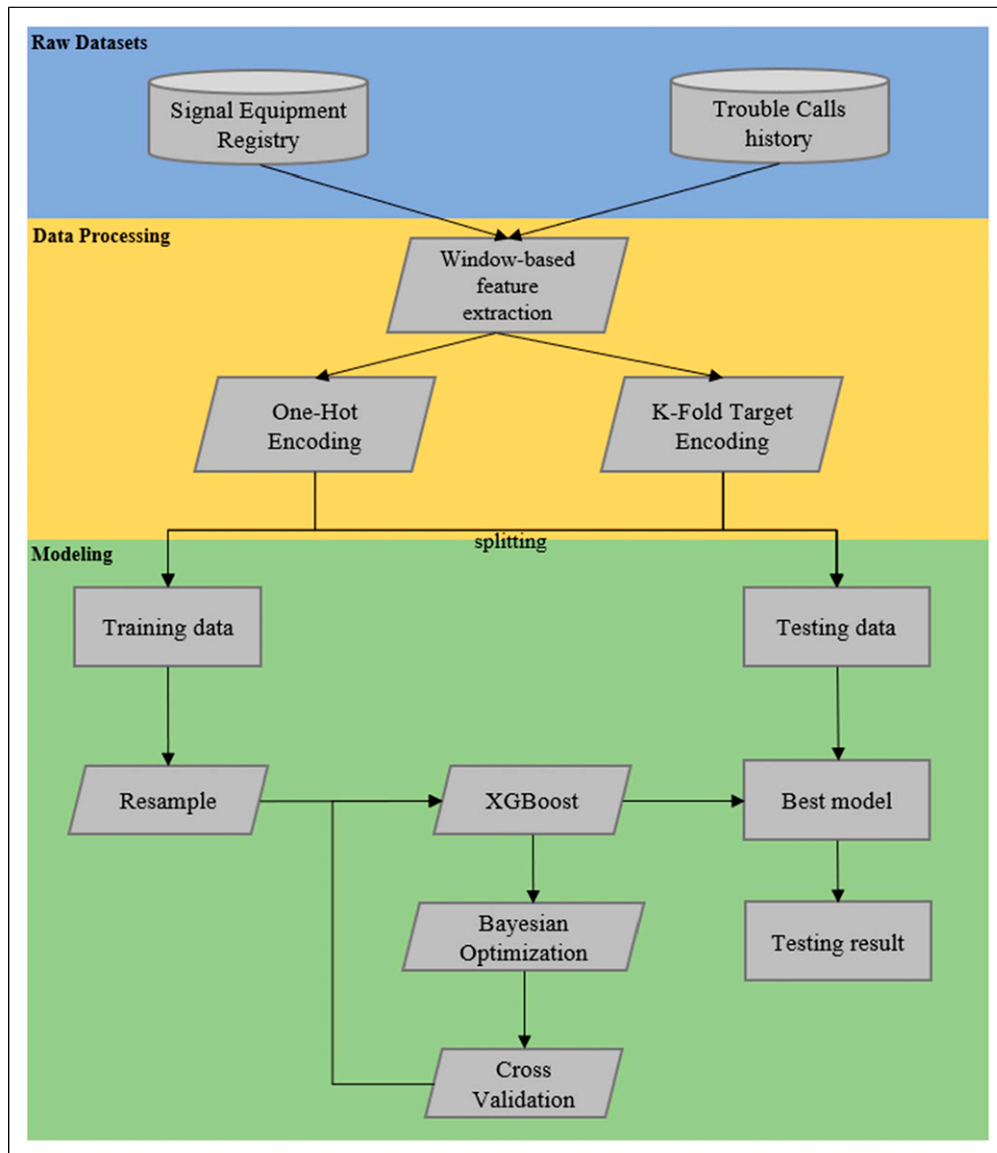 Raw Datasets
Signal Equipment
Registry
Trouble Calls
history
Data Processing
Window-based
feature
extraction
One-Hot
Encoding
K-Fold Target
Encoding
splitting
Modeling
Training data
Testing data
Resample
XGBoost
Best model
Bayesian
Optimization
Testing result
Cross
Validation